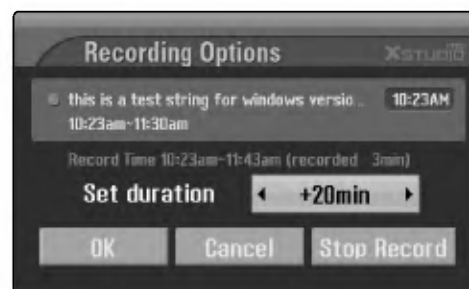 Recording Options XSTUDIO
this is a test string for windows versio .. 10:23AM
10:23am~11:30am
Record Time 10:23am~11:43am (recorded 3min)
Set duration +20min
OK Cancel Stop Record